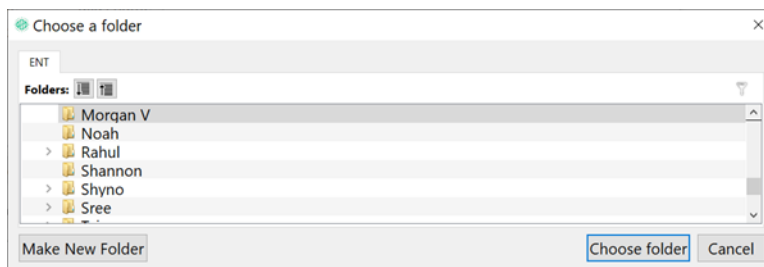 Choose a folder
ENT
Folders:
Morgan V
Noah
Rahul
Shannon
Shyno
Sree
Make New Folder Choose folder Cancel